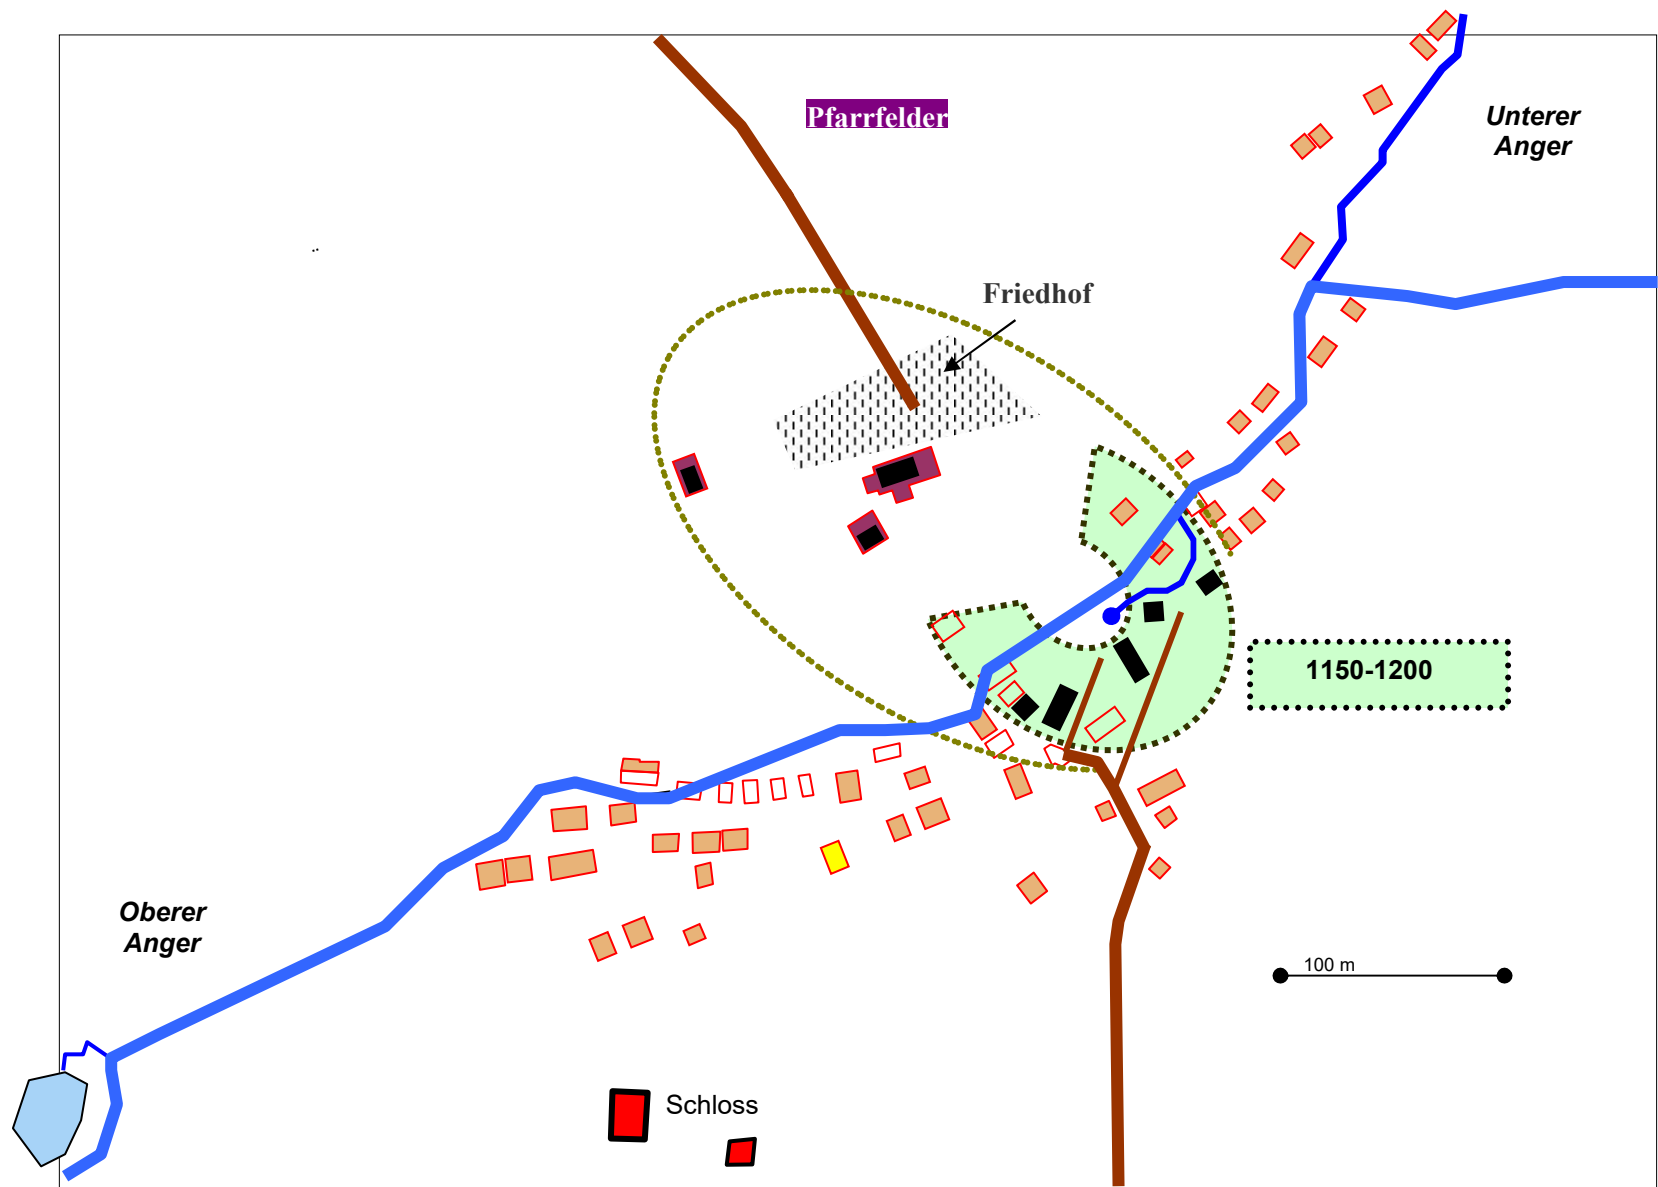 Pfarrfelder
Unterer
Anger
Friedhof
1150-1200
Oberer
Anger
100 m
Schloss